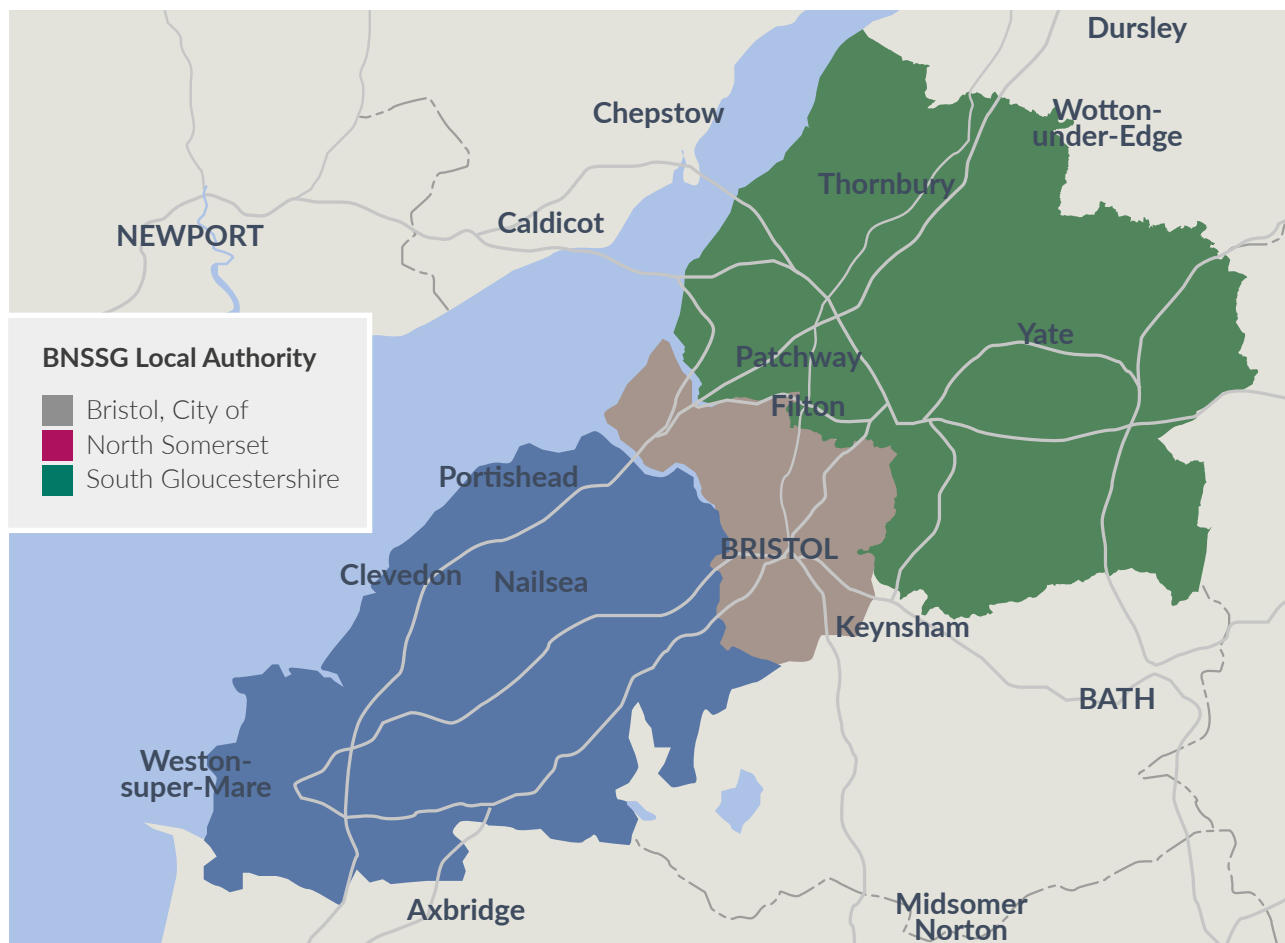 Dursley
Chepstow
Wotton-
under-Edge
Thornbury
Caldicot
NEWPORT
Yate
BNSSG Local Authority
Bristol, City of
North Somerset
South Gloucestershire
Patchway
Filton
Portishead
BRISTOL
Clevedon
Nailsea
Keynsham
BATH
Weston-
super-Mare
Axbridge
Midsomer
Norton